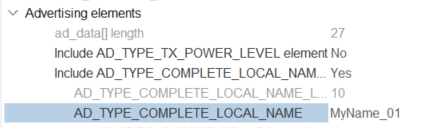 Advertising elements
ad_data[] length 27
Include AD_TYPE_TX_POWER_LEVEL element No
Include AD_TYPE_COMPLETE_LOCAL_NAM... Yes
AD_TYPE_COMPLETE_LOCAL_NAME_L... 10
AD_TYPE_COMPLETE_LOCAL_NAME MyName_01